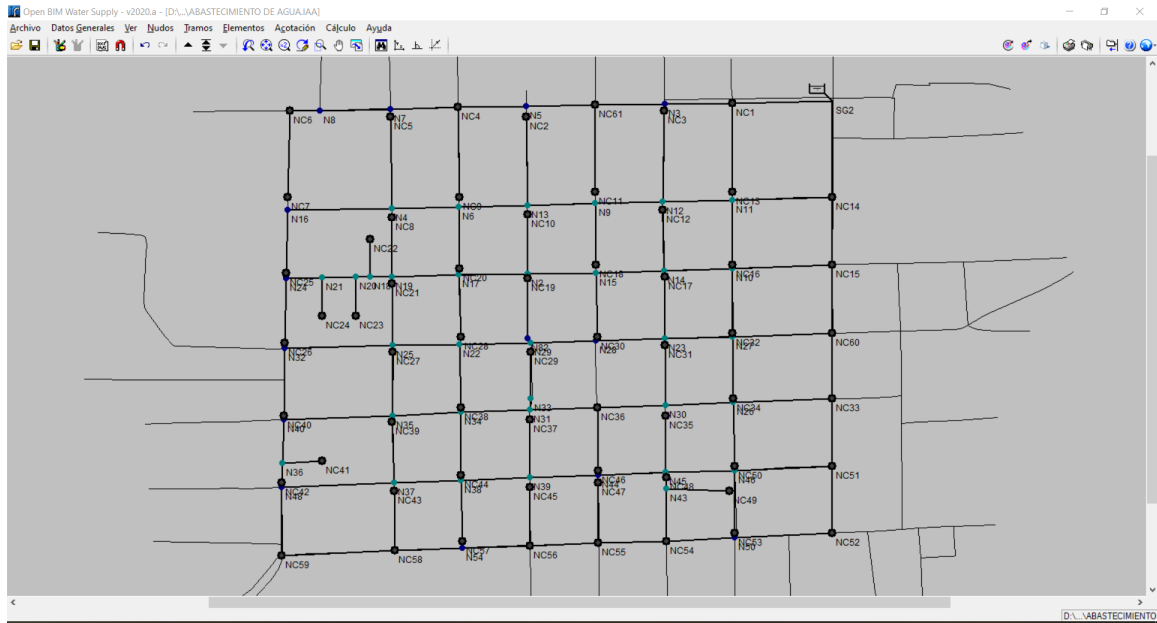 Open BIM Water Supply - v2020.a - [D:\...\ABASTECIMIENTO DE AGUA.IAA]
Archivo Datos Generales Ver Nudos Tramos Elementos Acotación Cálculo Ayuda
NC6 N8 N7 NC4 N5 NC61 N3 NC1 SG2
NC5 NC2 NC3
NC7 NC9 NC11 NC13 NC14
N16 N4 N6 N13 N9 N12 N11
NC8 NC10 NC12
NC22
NC25 NC20 NC18 NC16 NC15
N24 N21 N20 N18 N19 N17 N2 N15 N14 N10
NC21 NC19 NC17
NC24 NC23
NC26 NC28 NC30 NC32 NC60
N32 N25 N22 N29 N28 N23 N27
NC27 NC29 NC31
NC40 NC38 N33 NC36 NC34 NC33
N40 N35 N34 N31 N30
NC39 NC37 NC35
N36 NC41
NC42 NC44 NC46 NC50 NC51
N48 N37 N38 N39 N44 N45 N46
NC43 NC45 NC47 NC48
N43 NC49
NC59 NC58 NC57 NC56 NC55 NC54 NC53 NC52
N54 N50
D:\...\ABASTECIMIENTO